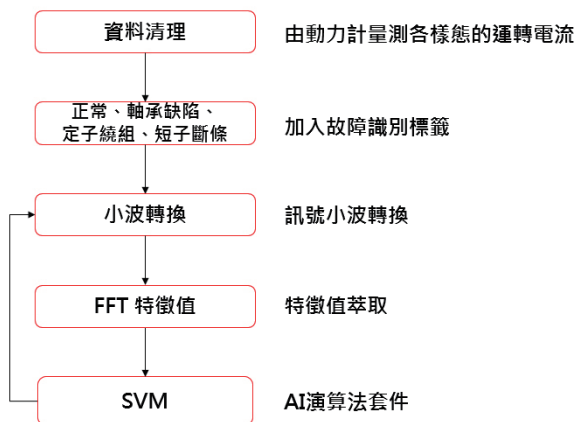 資料清理
由動力計量測各樣態的運轉電流
正常、軸承缺陷、
定子繞組、短子斷條
加入故障識別標籤
小波轉換
訊號小波轉換
FFT 特徵值
特徵值萃取
SVM
AI演算法套件